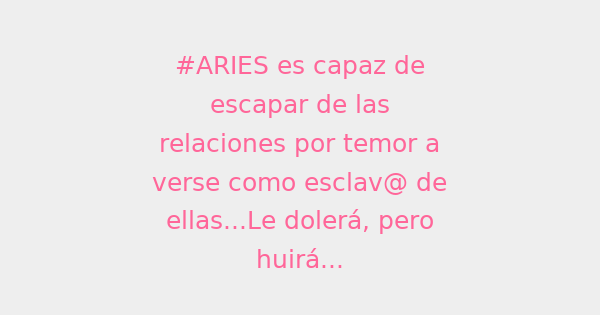 #ARIES es capaz de
escapar de las
relaciones por temor a
verse como esclav@ de
ellas...Le dolerá, pero
huirá...